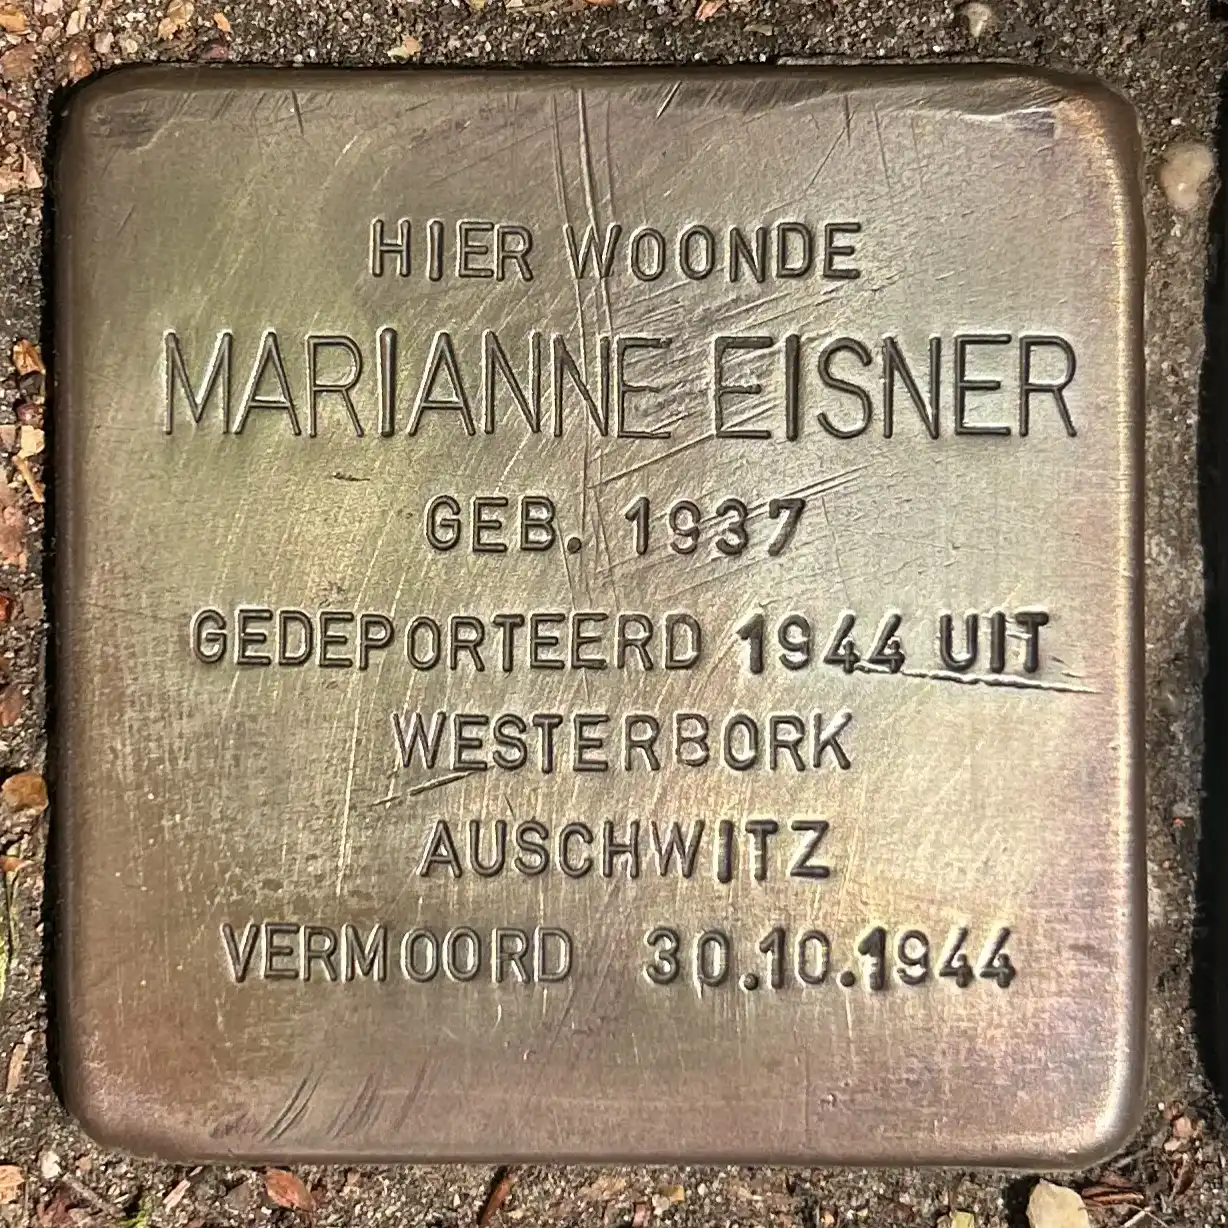 HIER WOONDE
MARIANNE EISNER
GEB. 1937
GEDEPORTEERD 1944 UIT
WESTERBORK
AUSCHWITZ
VERMOORD 30.10.1944